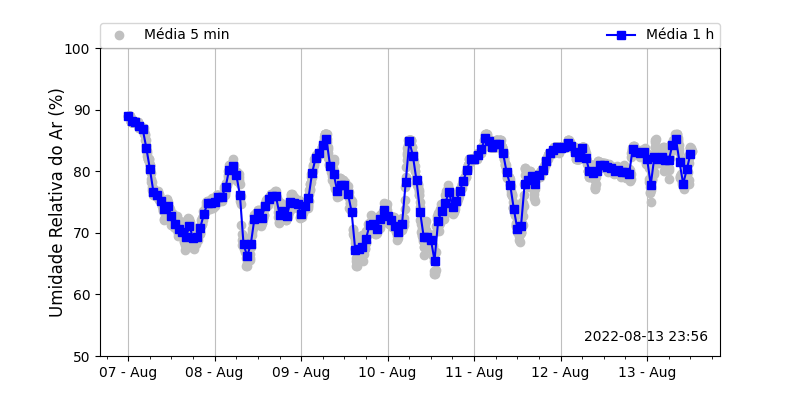 Média 5 min
Média 1 h
100
90
80
70
60
50
Umidade Relativa do Ar (%)
2022-08-13 23:56
07 - Aug
08 - Aug
09 - Aug
10 - Aug
11 - Aug
12 - Aug
13 - Aug